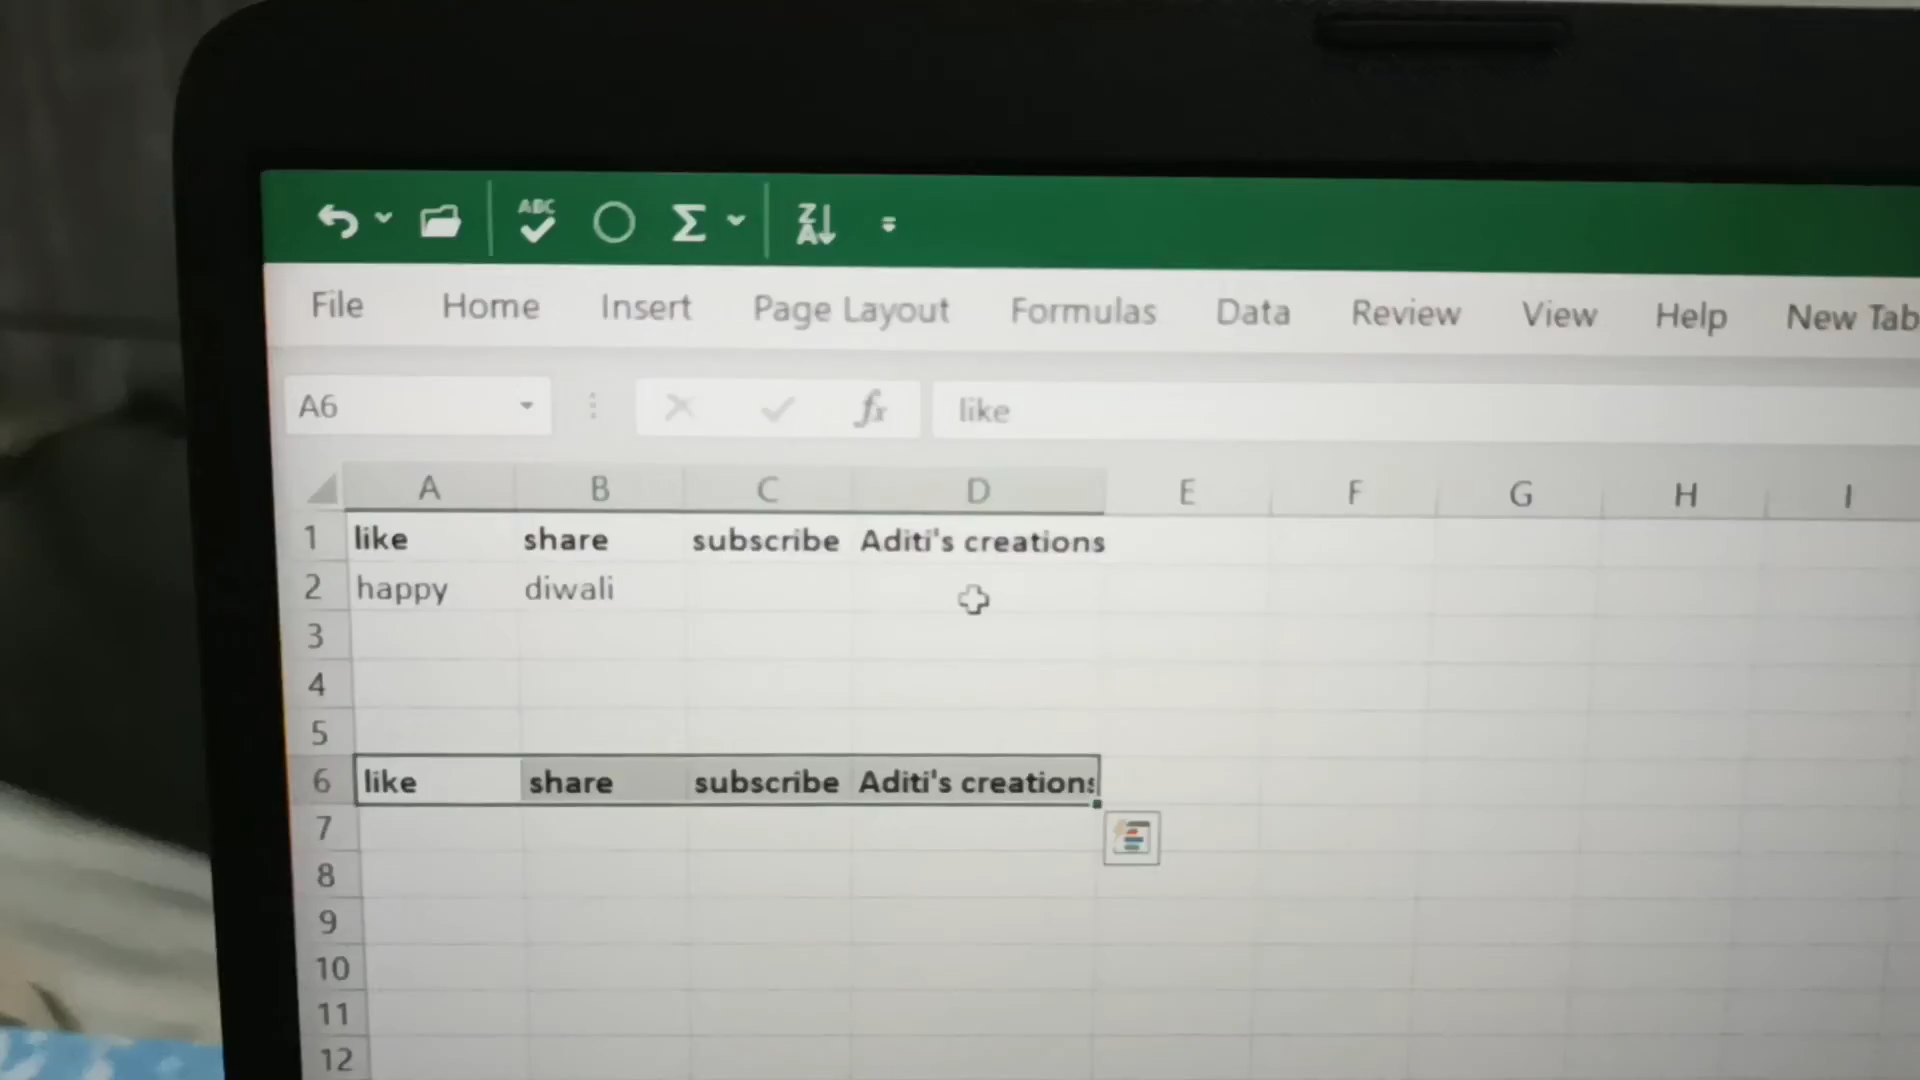 ABC Σ Z A
File Home Insert Page Layout Formulas Data Review View Help New Tab
A6 fx like
A B C D E F G H I
1 like share subscribe Aditi's creations
2 happy diwali
3
4
5
6 like share subscribe Aditi's creations
7
8
9
10
11
12